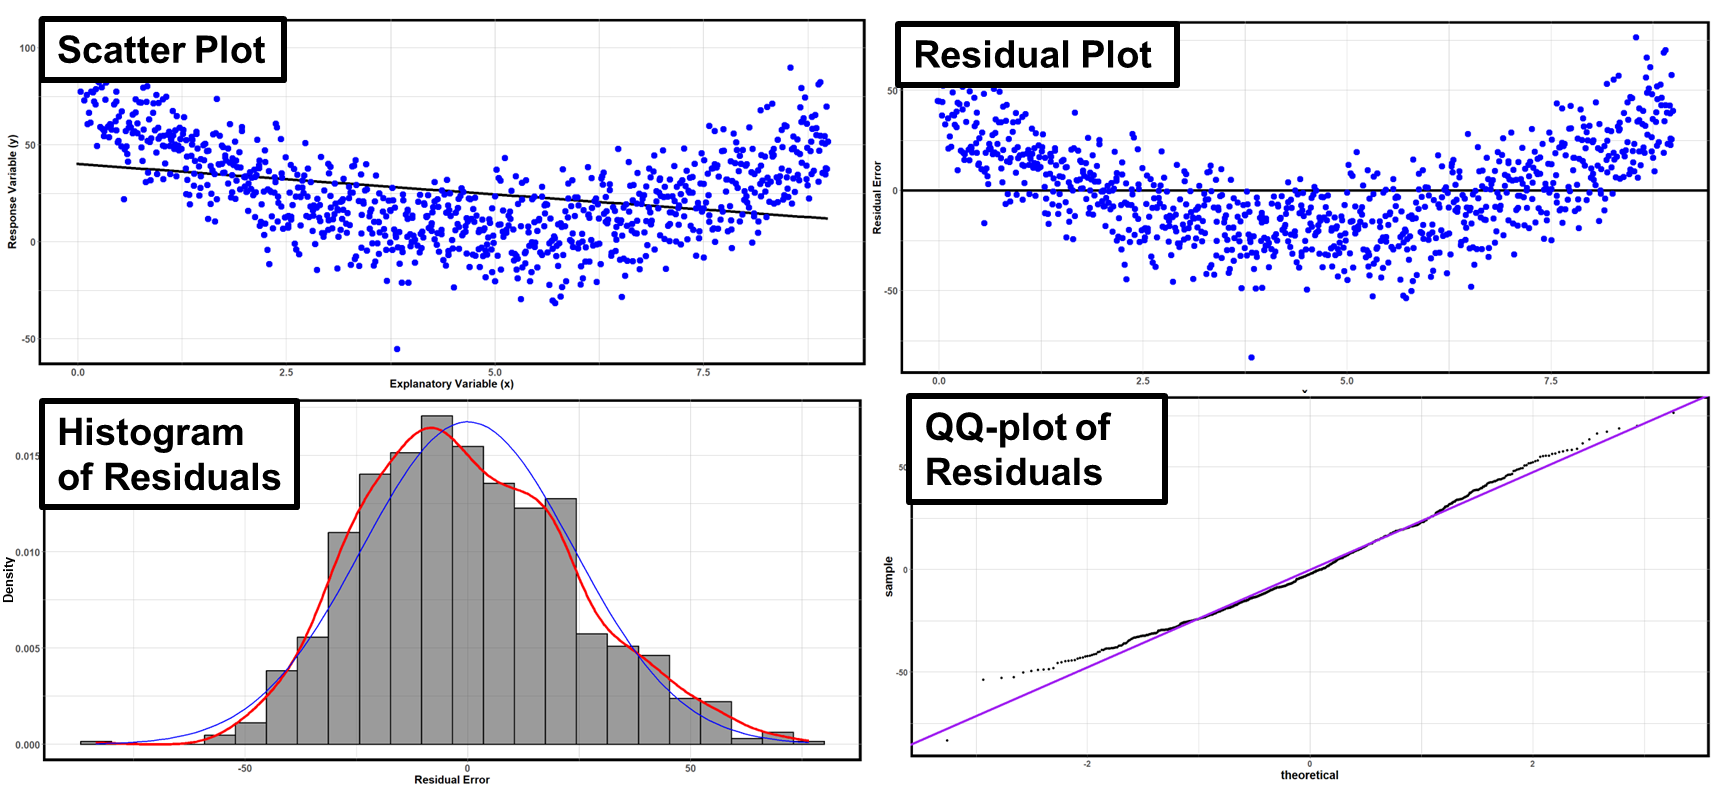 Scatter Plot
100
50
0
-50
Response Variable (y)
0.0
2.5
5.0
7.5
Explanatory Variable (x)
Residual Plot
50
0
-50
Residual Error
0.0
2.5
5.0
7.5
Histogram
of Residuals
0.015
0.010
0.005
0.000
Density
-50
0
50
Residual Error
QQ-plot of
Residuals
50
0
-50
sample
-2
0
2
theoretical